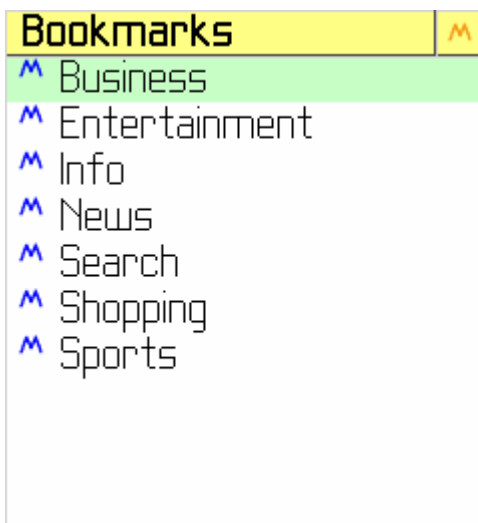 Bookmarks
Business
Entertainment
Info
News
Search
Shopping
Sports